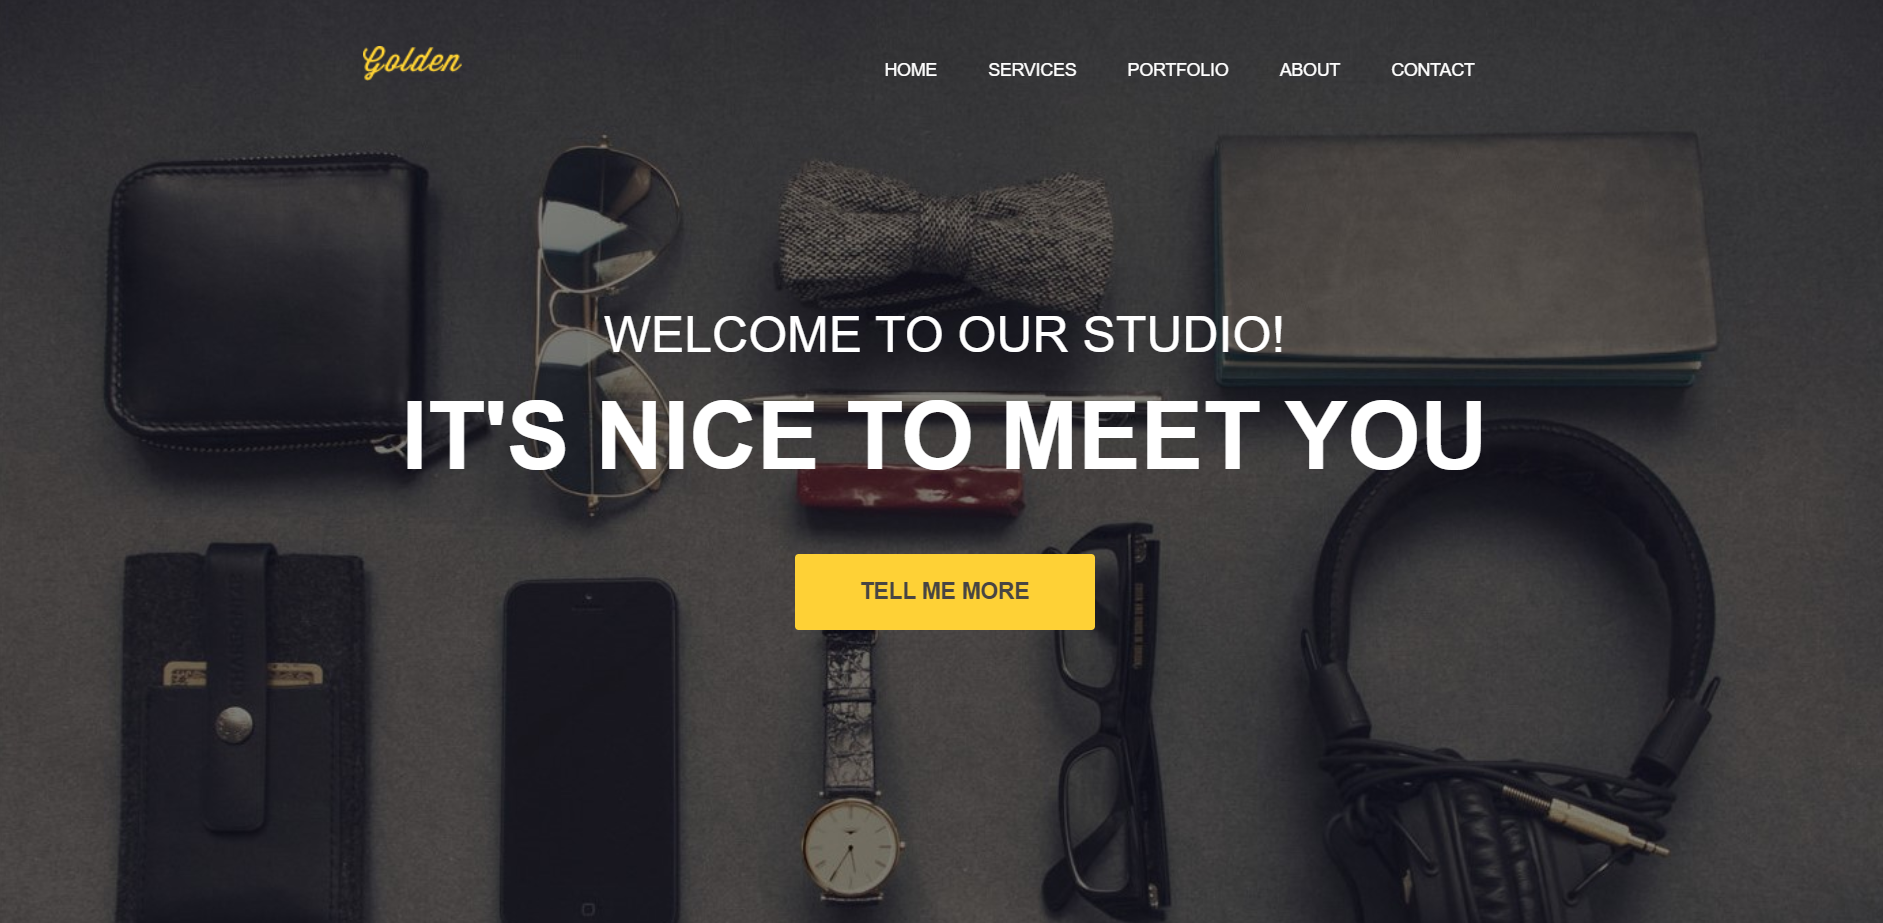 Golden
HOME SERVICES PORTFOLIO ABOUT CONTACT
WELCOME TO OUR STUDIO!
IT'S NICE TO MEET YOU
TELL ME MORE